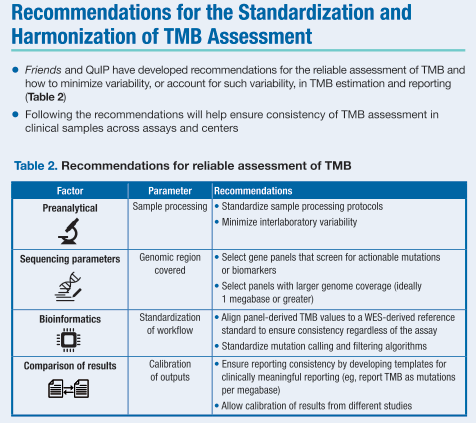 Recommendations for the Standardization and
Harmonization of TMB Assessment
• Friends and QuIP have developed recommendations for the reliable assessment of TMB and
how to minimize variability, or account for such variability, in TMB estimation and reporting
(Table 2)
• Following the recommendations will help ensure consistency of TMB assessment in
clinical samples across assays and centers
Table 2. Recommendations for reliable assessment of TMB
Factor Parameter Recommendations
Preanalytical Sample processing • Standardize sample processing protocols
• Minimize interlaboratory variability
Sequencing parameters Genomic region • Select gene panels that screen for actionable mutations
covered or biomarkers
• Select panels with larger genome coverage (ideally
1 megabase or greater)
Bioinformatics Standardization • Align panel-derived TMB values to a WES-derived reference
of workflow standard to ensure consistency regardless of the assay
• Standardize mutation calling and filtering algorithms
Comparison of results Calibration • Ensure reporting consistency by developing templates for
of outputs clinically meaningful reporting (eg, report TMB as mutations
per megabase)
• Allow calibration of results from different studies